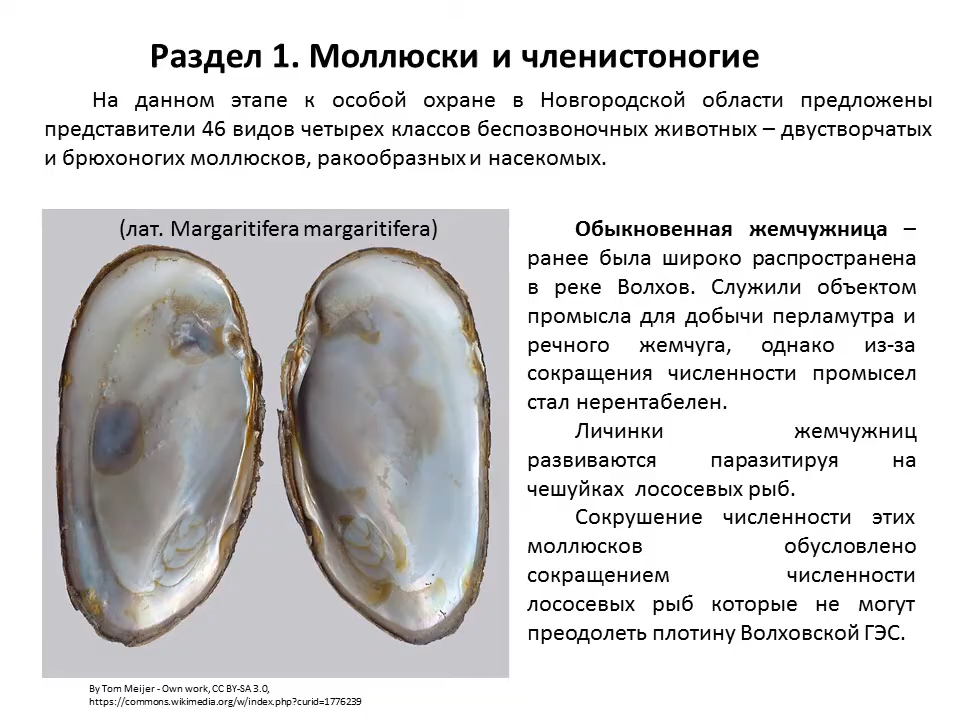 Раздел 1. Моллюски и членистоногие
На данном этапе к особой охране в Новгородской области предложены
представители 46 видов четырех классов беспозвоночных животных – двустворчатых
и брюхоногих моллюсков, ракообразных и насекомых.
(лат. Margaritifera margaritifera)
Обыкновенная жемчужница –
ранее была широко распространена
в реке Волхов. Служили объектом
промысла для добычи перламутра и
речного жемчуга, однако из-за
сокращения численности промысел
стал нерентабелен.
Личинки жемчужниц
развиваются паразитируя на
чешуйках лососевых рыб.
Сокрушение численности этих
моллюсков обусловлено
сокращением численности
лососевых рыб которые не могут
преодолеть плотину Волховской ГЭС.
By Tom Meijer - Own work, CC BY-SA 3.0,
https://commons.wikimedia.org/w/index.php?curid=1776239